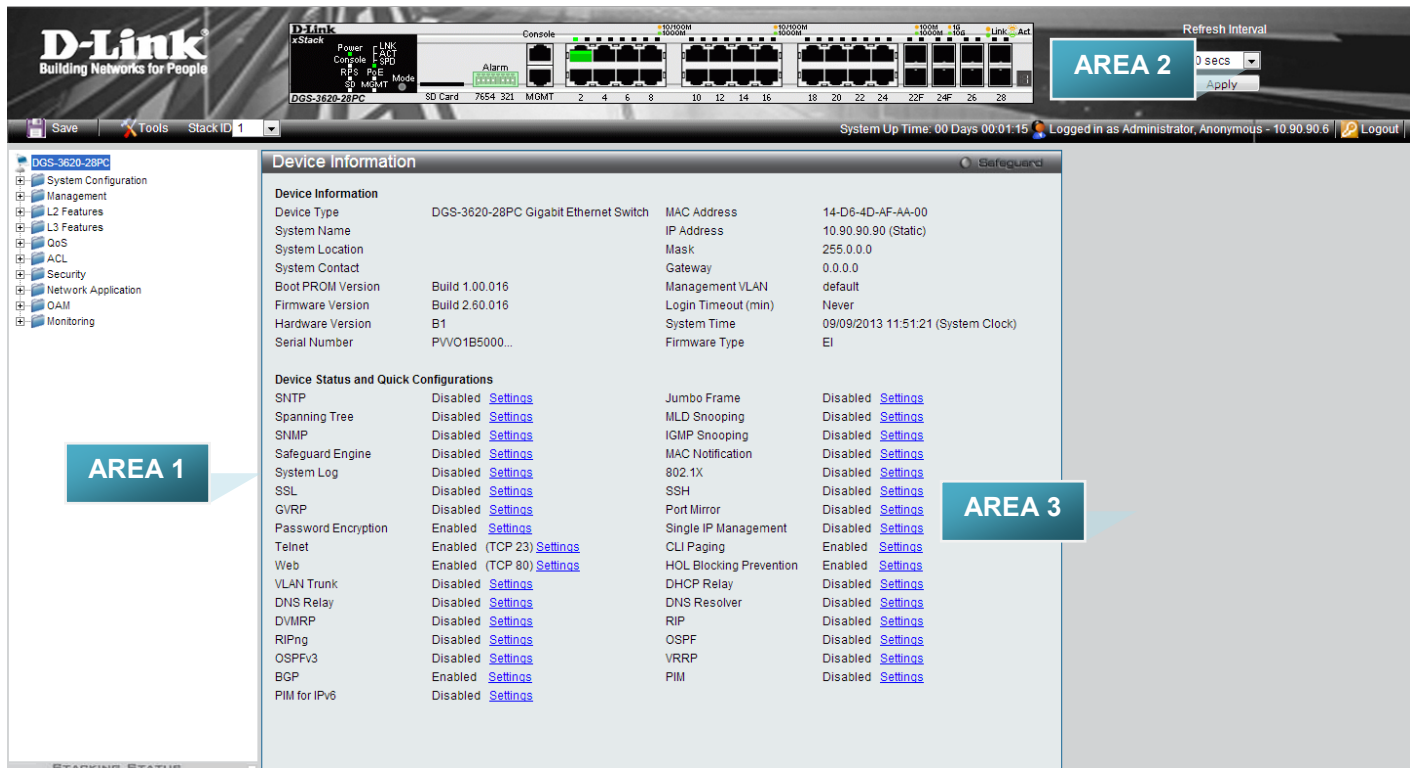 D-Link
Building Networks for People
D-Link
xStack
Power
LNK
ACT
Console
SPD
RPS
PoE
Mode
SD
MGMT
DGS-3620-28PC
SD Card
Alarm
7654 321
Console
MGMT
10/100M
1000M
10/100M
1000M
100M
1G
1000M
10G
Link
Act
2 4 6 8 10 12 14 16 18 20 22 24 22F 24F 26 28
Refresh Interval
0 secs
Apply
AREA 2
Save
Tools
Stack ID 1
System Up Time: 00 Days 00:01:15
Logged in as Administrator, Anonymous - 10.90.90.6
Logout
DGS-3620-28PC
System Configuration
Management
L2 Features
L3 Features
QoS
ACL
Security
Network Application
OAM
Monitoring
AREA 1
Device Information
Safeguard
Device Information
Device Type DGS-3620-28PC Gigabit Ethernet Switch MAC Address 14-D6-4D-AF-AA-00
System Name IP Address 10.90.90.90 (Static)
System Location Mask 255.0.0.0
System Contact Gateway 0.0.0.0
Boot PROM Version Build 1.00.016 Management VLAN default
Firmware Version Build 2.60.016 Login Timeout (min) Never
Hardware Version B1 System Time 09/09/2013 11:51:21 (System Clock)
Serial Number PVVO1B5000... Firmware Type EI
Device Status and Quick Configurations
SNTP Disabled Settings Jumbo Frame Disabled Settings
Spanning Tree Disabled Settings MLD Snooping Disabled Settings
SNMP Disabled Settings IGMP Snooping Disabled Settings
Safeguard Engine Disabled Settings MAC Notification Disabled Settings
System Log Disabled Settings 802.1X Disabled Settings
SSL Disabled Settings SSH Disabled Settings
GVRP Disabled Settings Port Mirror Disabled Settings
Password Encryption Enabled Settings Single IP Management Disabled Settings
Telnet Enabled (TCP 23) Settings CLI Paging Enabled Settings
Web Enabled (TCP 80) Settings HOL Blocking Prevention Enabled Settings
VLAN Trunk Disabled Settings DHCP Relay Disabled Settings
DNS Relay Disabled Settings DNS Resolver Disabled Settings
DVMRP Disabled Settings RIP Disabled Settings
RIPng Disabled Settings OSPF Disabled Settings
OSPFv3 Disabled Settings VRRP Disabled Settings
BGP Enabled Settings PIM Disabled Settings
PIM for IPv6 Disabled Settings
AREA 3
STACKING STATUS